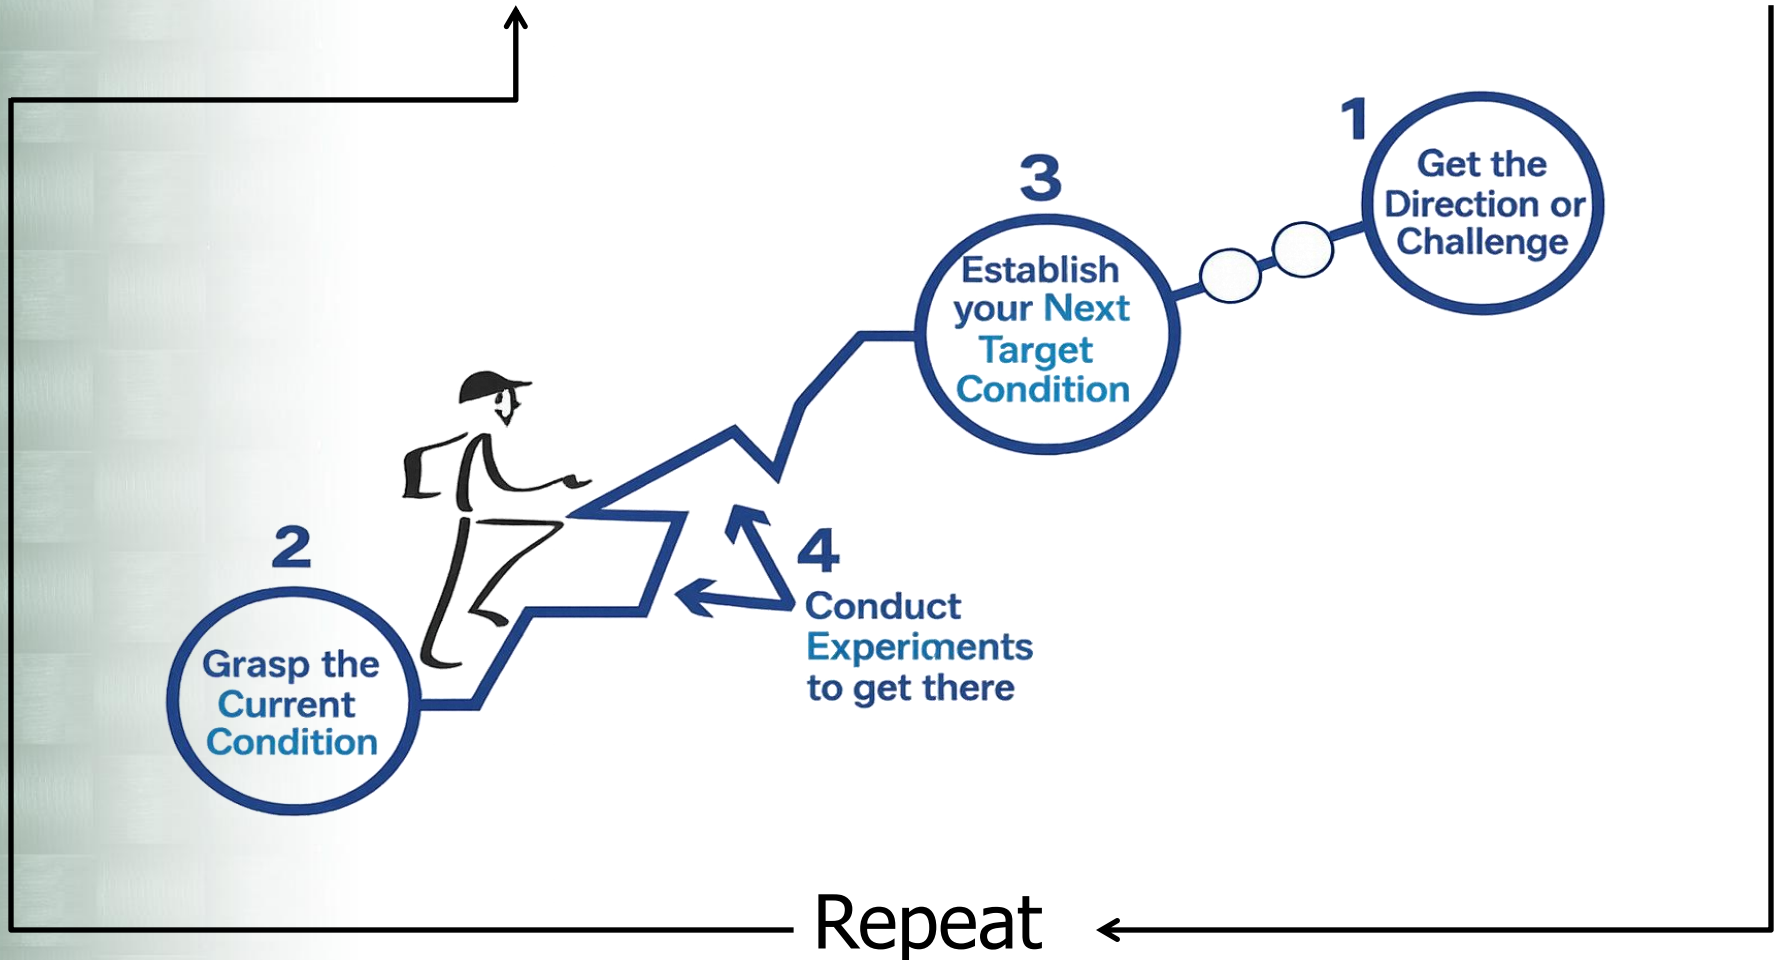 1
Get the
Direction or
Challenge
2
Grasp the
Current
Condition
3
Establish
your Next
Target
Condition
4
Conduct
Experiments
to get there
Repeat